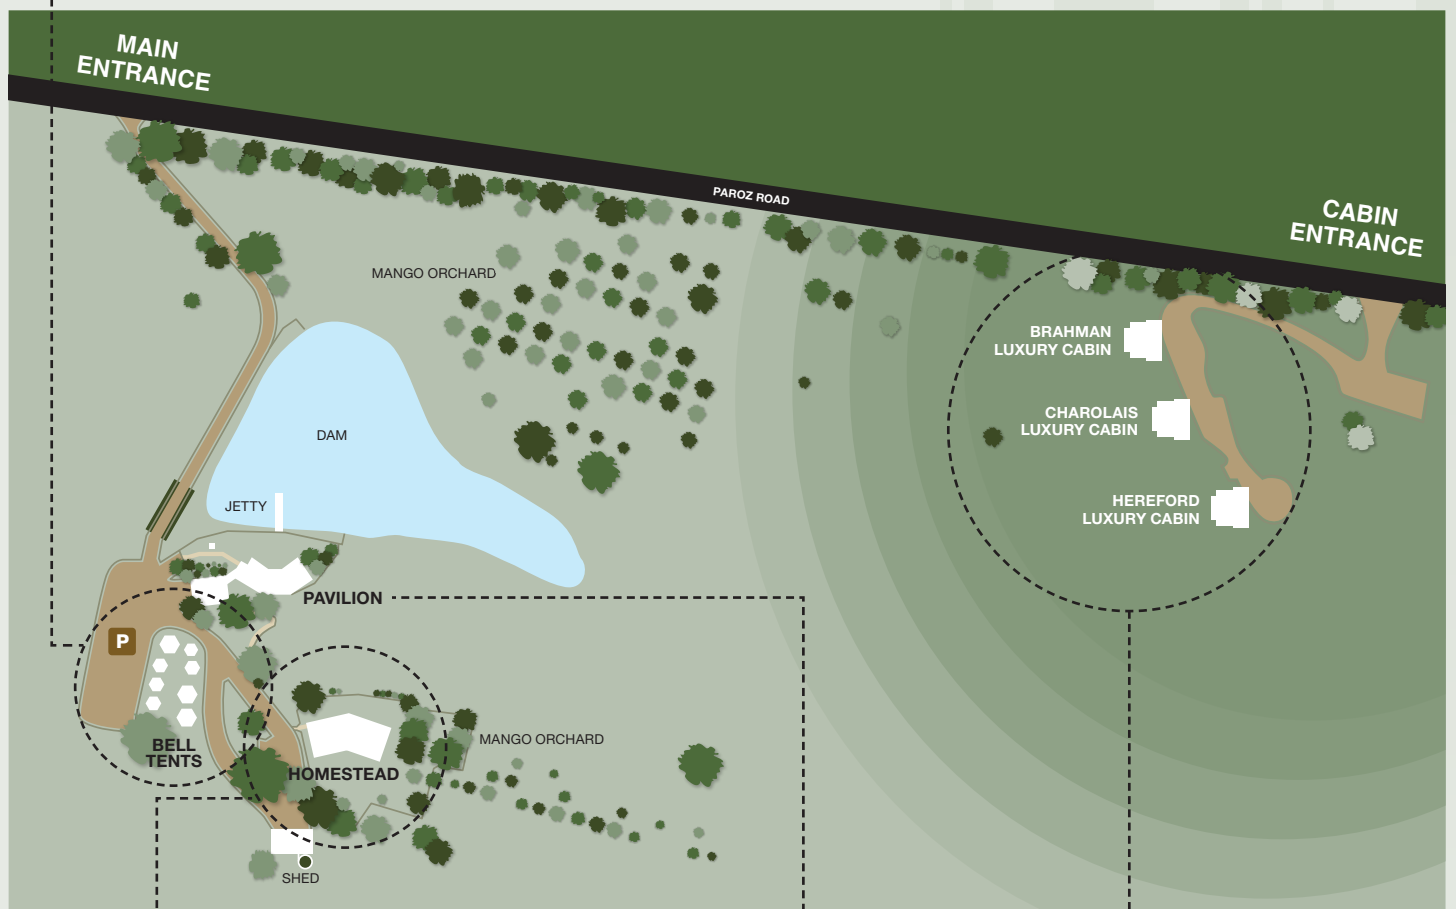 MAIN
ENTRANCE
PAROZ ROAD
CABIN
ENTRANCE
MANGO ORCHARD
BRAHMAN
LUXURY CABIN
CHAROLAIS
LUXURY CABIN
DAM
JETTY
HEREFORD
LUXURY CABIN
PAVILION
P
BELL
TENTS
MANGO ORCHARD
HOMESTEAD
SHED